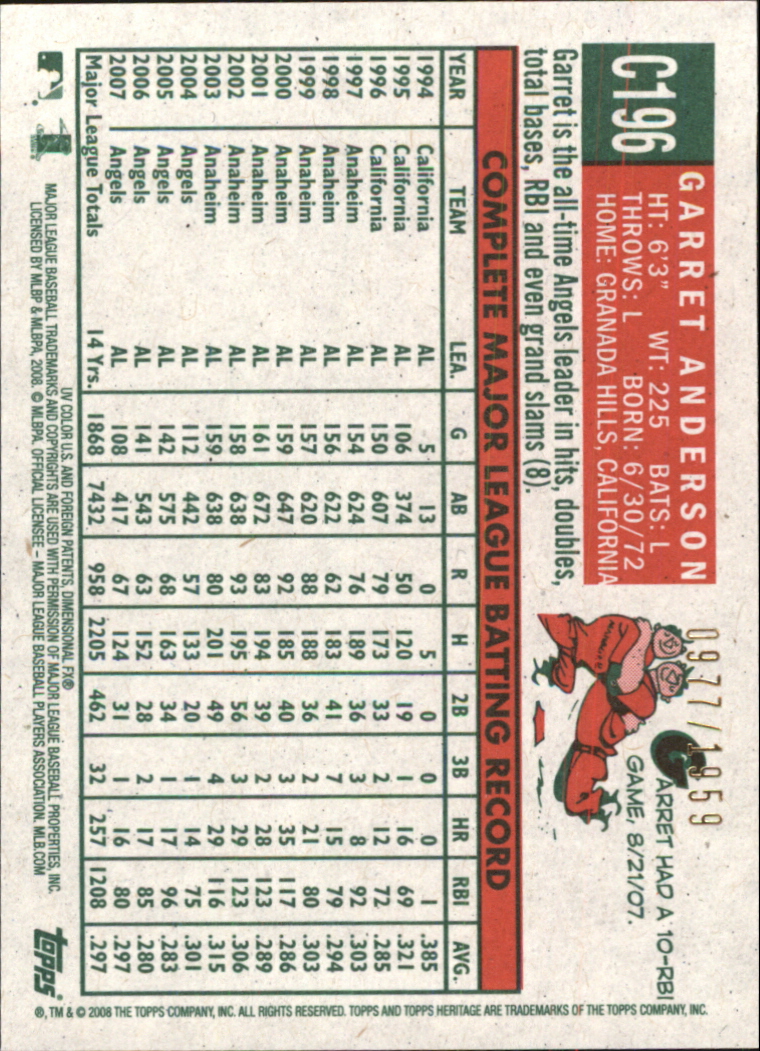 C196
GARRET ANDERSON
HT: 6'3" WT: 225 BATS: L
THROWS: L BORN: 6/30/72
HOME: GRANADA HILLS, CALIFORNIA
0977/1959
GARRET HAD A 10-RBI
GAME, 8/21/07.
Garret is the all-time Angels leader in hits, doubles,
total bases, RBI and even grand slams (8).
COMPLETE MAJOR LEAGUE BATTING RECORD
YEAR TEAM LEA. G AB R H 2B 3B HR RBI AVG.
1994 California AL 5 13 0 5 0 0 0 1 .385
1995 California AL 106 374 50 120 19 1 16 69 .321
1996 California AL 150 607 79 173 33 2 12 72 .285
1997 Anaheim AL 154 624 76 189 36 3 8 92 .303
1998 Anaheim AL 156 622 62 183 41 7 15 79 .294
1999 Anaheim AL 157 620 88 188 36 2 21 80 .303
2000 Anaheim AL 159 647 92 185 40 3 35 117 .286
2001 Anaheim AL 161 672 83 194 39 2 28 123 .289
2002 Anaheim AL 158 638 93 195 56 3 29 123 .306
2003 Anaheim AL 159 638 80 201 49 4 29 116 .315
2004 Angels AL 112 442 57 133 20 1 14 75 .301
2005 Angels AL 142 575 68 163 34 1 17 96 .283
2006 Angels AL 141 543 63 152 28 2 17 85 .280
2007 Angels AL 108 417 67 124 31 1 16 80 .297
Major League Totals 14 Yrs. 1868 7432 958 2205 462 32 257 1208 .297
UV COLOR U.S. AND FOREIGN PATENTS, DIMENSIONAL FX®
MAJOR LEAGUE BASEBALL TRADEMARKS AND COPYRIGHTS ARE USED WITH PERMISSION OF MAJOR LEAGUE BASEBALL PROPERTIES, INC.
LICENSED BY MLBP & MLBPA, 2008. © MLBPA. OFFICIAL LICENSEE – MAJOR LEAGUE BASEBALL PLAYERS ASSOCIATION. MLB.COM
topps®
®, TM & © 2008 THE TOPPS COMPANY, INC. ALL RIGHTS RESERVED. TOPPS AND TOPPS HERITAGE ARE TRADEMARKS OF THE TOPPS COMPANY, INC.